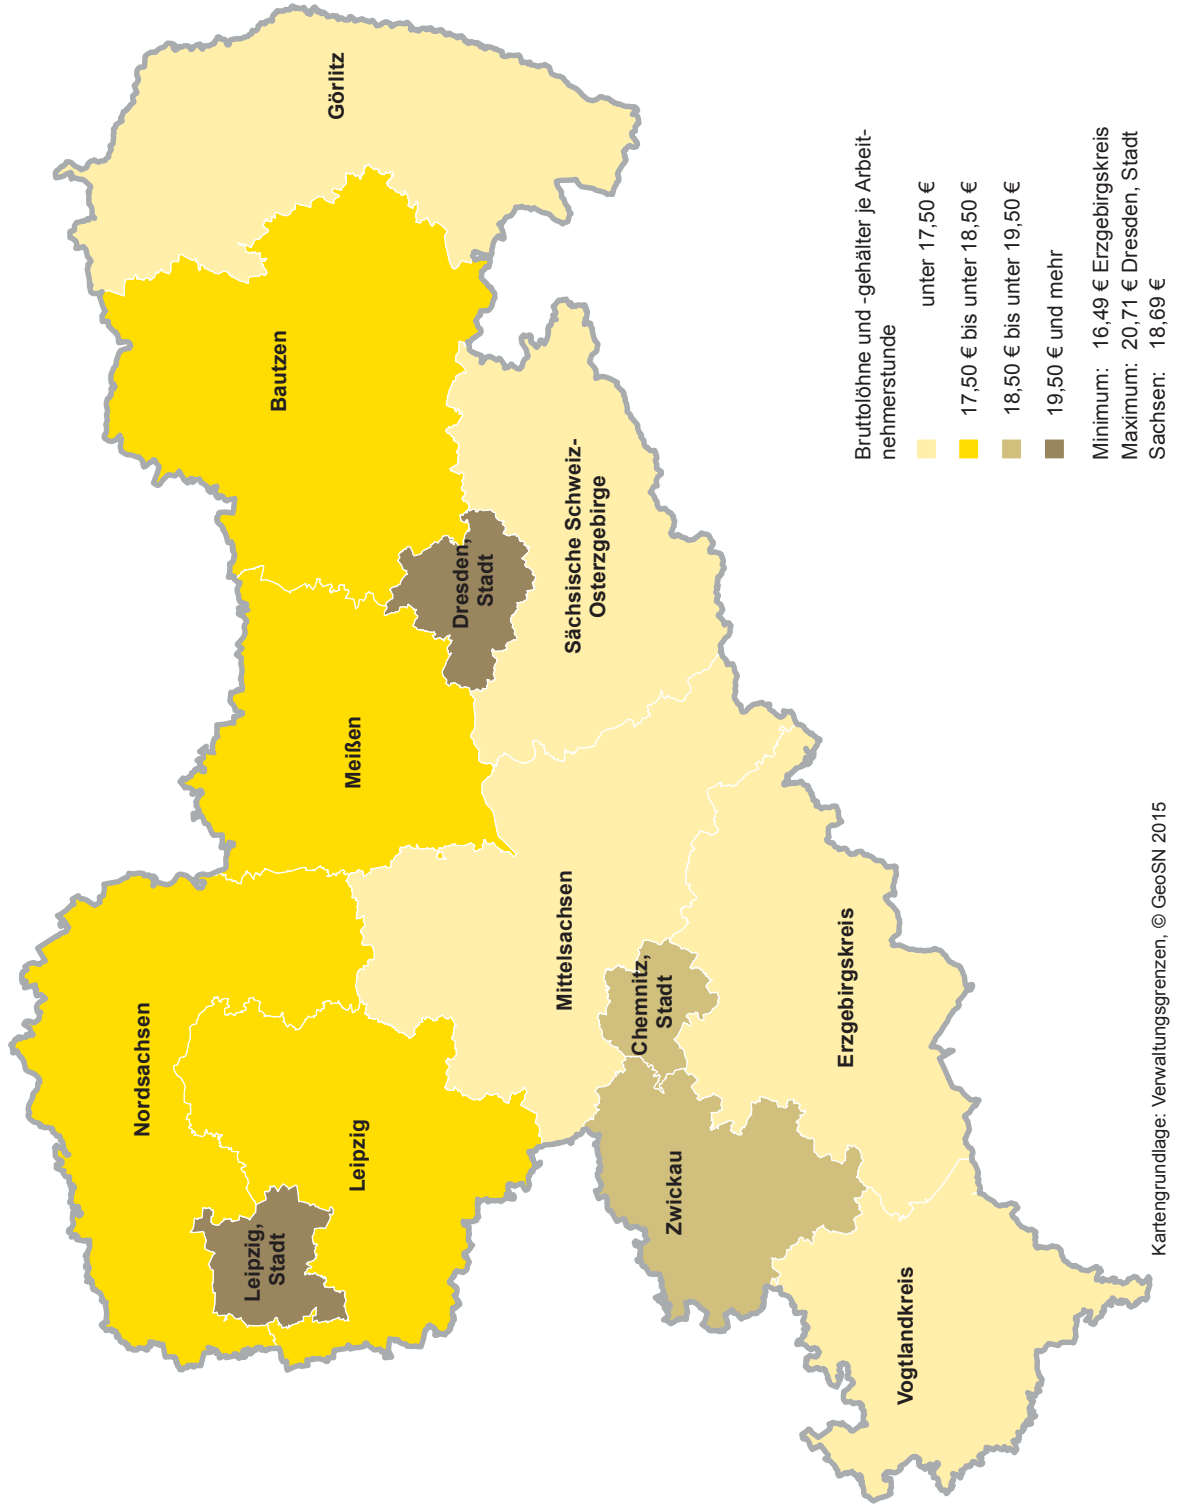 Nordsachsen
Leipzig,
Stadt
Leipzig
Meißen
Bautzen
Görlitz
Dresden,
Stadt
Sächsische Schweiz-
Osterzgebirge
Mittelsachsen
Chemnitz,
Stadt
Zwickau
Erzgebirgskreis
Vogtlandkreis
Bruttolöhne und -gehälter je Arbeit-
nehmerstunde
unter 17,50 €
17,50 € bis unter 18,50 €
18,50 € bis unter 19,50 €
19,50 € und mehr
Minimum: 16,49 € Erzgebirgskreis
Maximum: 20,71 € Dresden, Stadt
Sachsen: 18,69 €
Kartengrundlage: Verwaltungsgrenzen, © GeoSN 2015